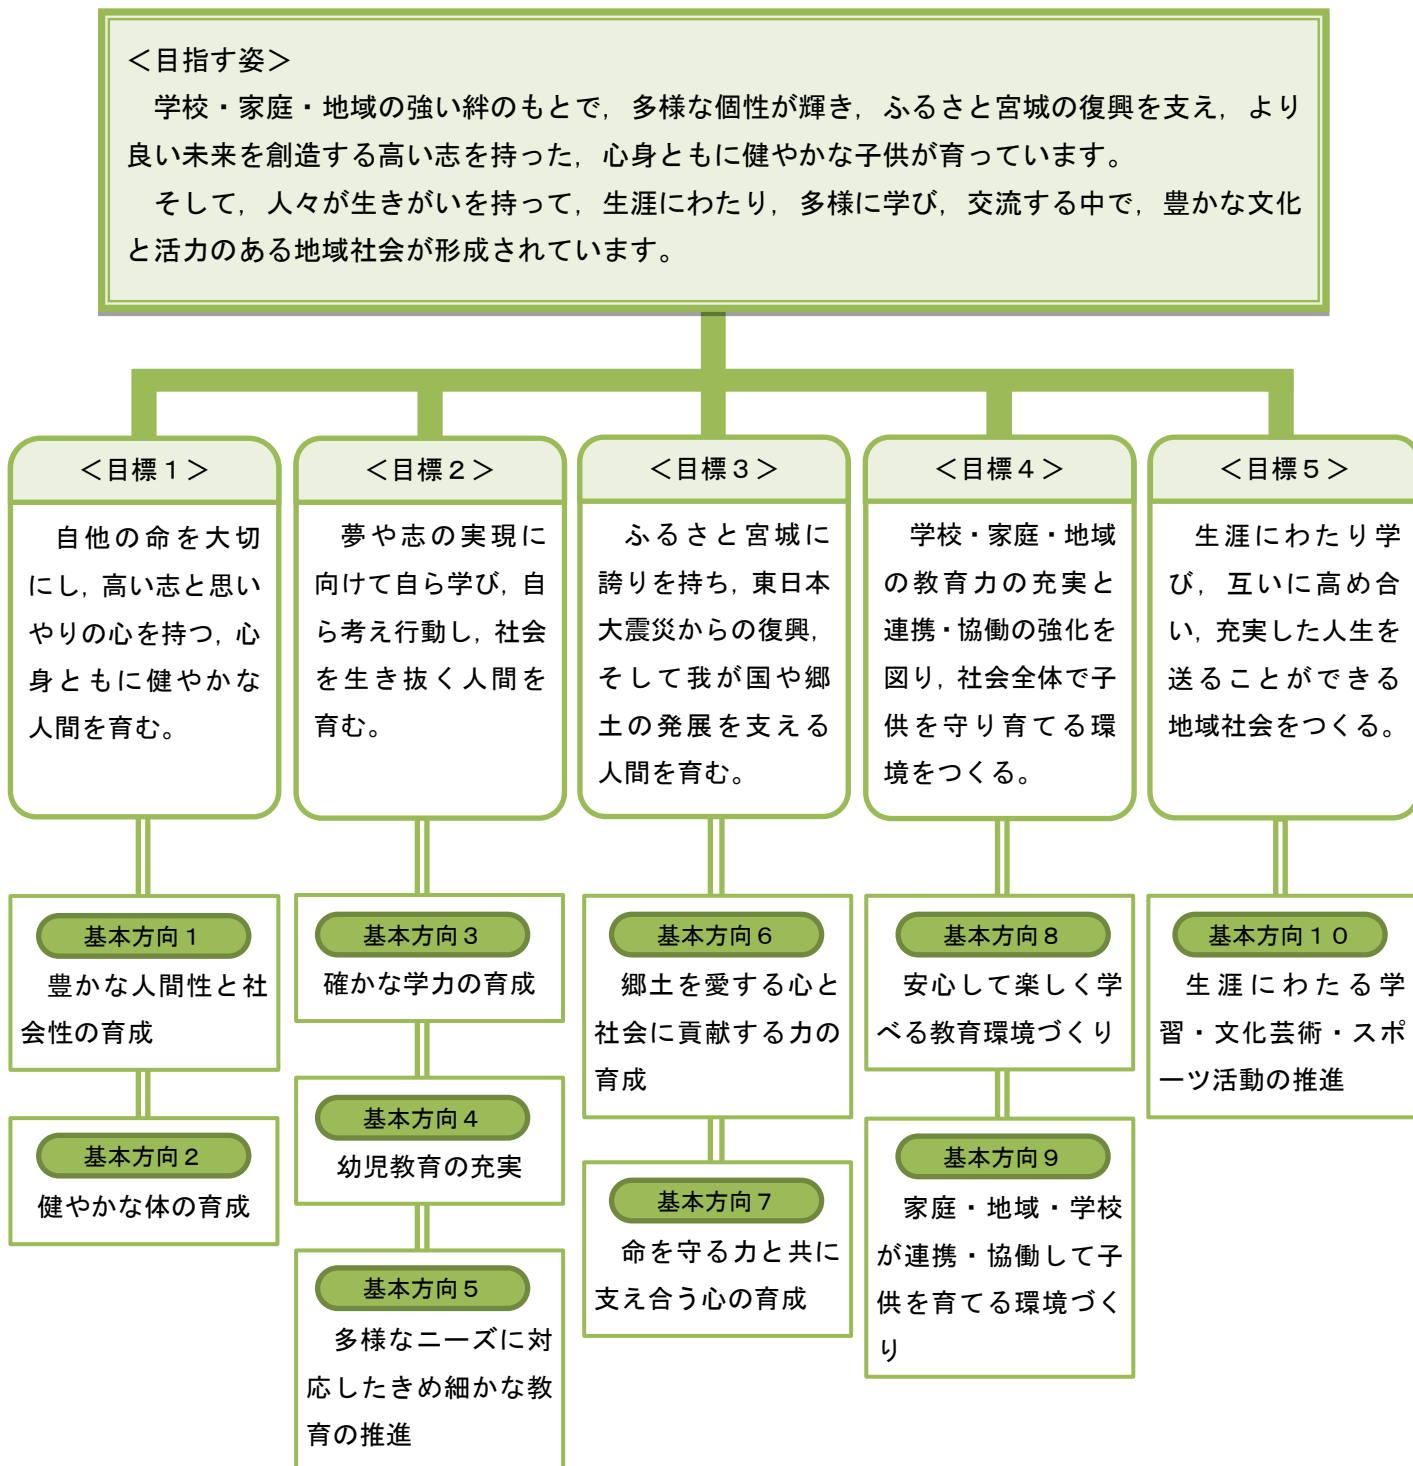 ＜目指す姿＞
学校・家庭・地域の強い絆のもとで，多様な個性が輝き，ふるさと宮城の復興を支え，より
良い未来を創造する高い志を持った，心身ともに健やかな子供が育っています。
そして，人々が生きがいを持って，生涯にわたり，多様に学び，交流する中で，豊かな文化
と活力のある地域社会が形成されています。
＜目標１＞
自他の命を大切
にし，高い志と思い
やりの心を持つ，心
身ともに健やかな
人間を育む。
＜目標２＞
夢や志の実現に
向けて自ら学び，自
ら考え行動し，社会
を生き抜く人間を
育む。
＜目標３＞
ふるさと宮城に
誇りを持ち，東日本
大震災からの復興，
そして我が国や郷
土の発展を支える
人間を育む。
＜目標４＞
学校・家庭・地域
の教育力の充実と
連携・協働の強化を
図り，社会全体で子
供を守り育てる環
境をつくる。
＜目標５＞
生涯にわたり学
び，互いに高め合
い，充実した人生を
送ることができる
地域社会をつくる。
基本方向１
豊かな人間性と社
会性の育成
基本方向２
健やかな体の育成
基本方向３
確かな学力の育成
基本方向４
幼児教育の充実
基本方向５
多様なニーズに対
応したきめ細かな教
育の推進
基本方向６
郷土を愛する心と
社会に貢献する力の
育成
基本方向７
命を守る力と共に
支え合う心の育成
基本方向８
安心して楽しく学
べる教育環境づくり
基本方向９
家庭・地域・学校
が連携・協働して子
供を育てる環境づく
り
基本方向１０
生涯にわたる学
習・文化芸術・スポ
ーツ活動の推進